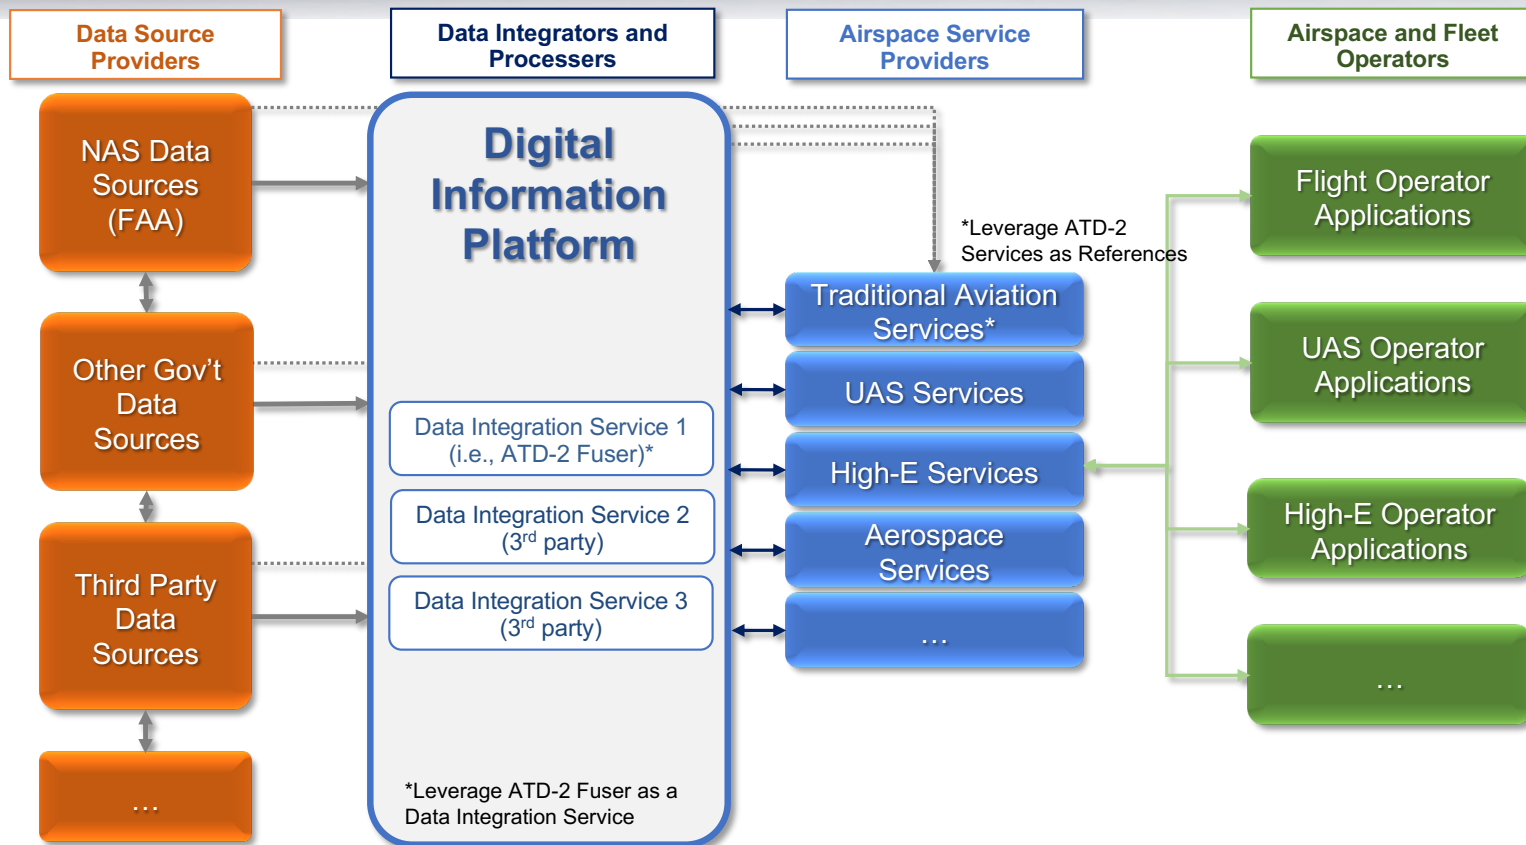 Data Source
Providers
Data Integrators and
Processers
Airspace Service
Providers
Airspace and Fleet
Operators
NAS Data
Sources
(FAA)
Other Gov’t
Data
Sources
Third Party
Data
Sources
…
Digital
Information
Platform
Data Integration Service 1
(i.e., ATD-2 Fuser)*
Data Integration Service 2
(3rd party)
Data Integration Service 3
(3rd party)
*Leverage ATD-2 Fuser as a
Data Integration Service
*Leverage ATD-2
Services as References
Traditional Aviation
Services*
UAS Services
High-E Services
Aerospace
Services
…
Flight Operator
Applications
UAS Operator
Applications
High-E Operator
Applications
…